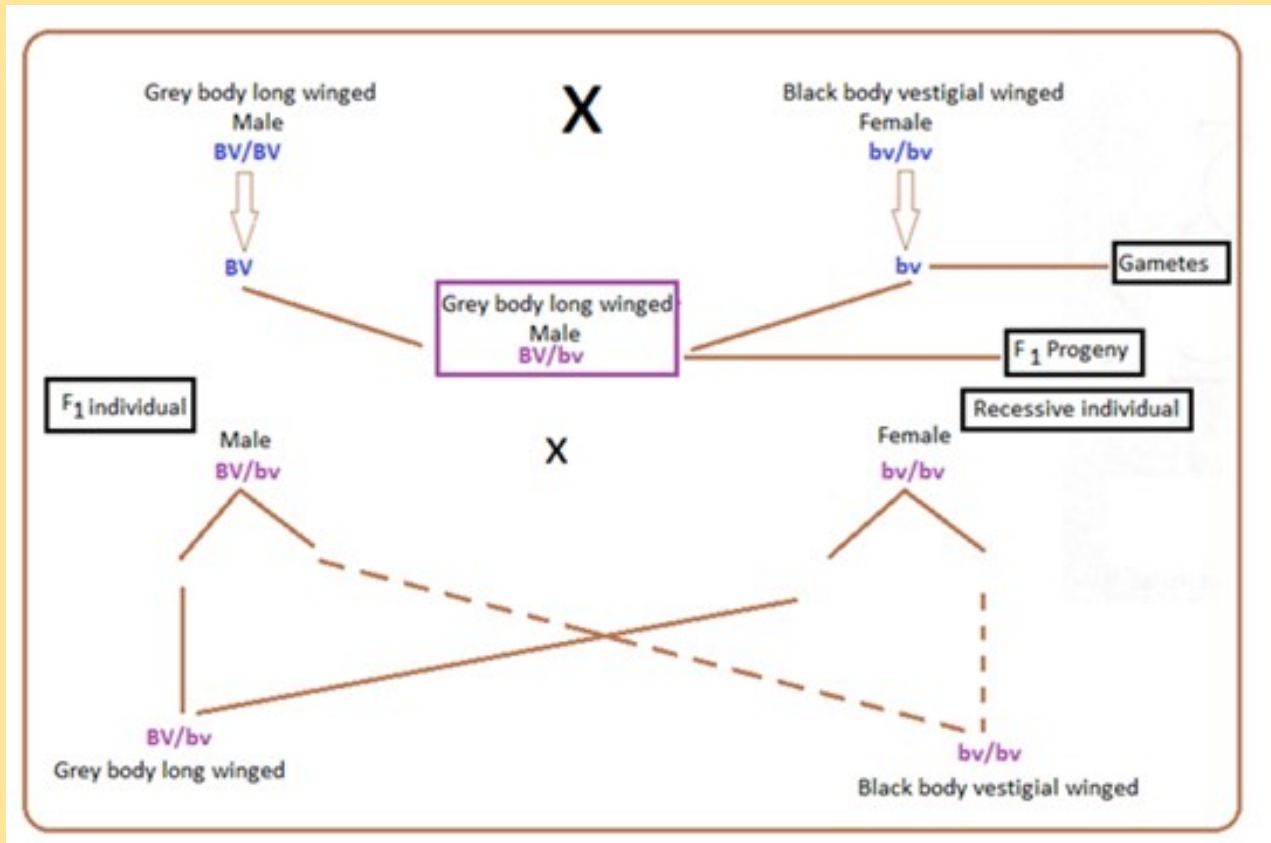 Grey body long winged
Male
BV/BV
X
Black body vestigial winged
Female
bv/bv
BV
bv
Gametes
Grey body long winged
Male
BV/bv
F1 Progeny
F1 individual
Recessive individual
Male
BV/bv
x
Female
bv/bv
BV/bv
Grey body long winged
bv/bv
Black body vestigial winged